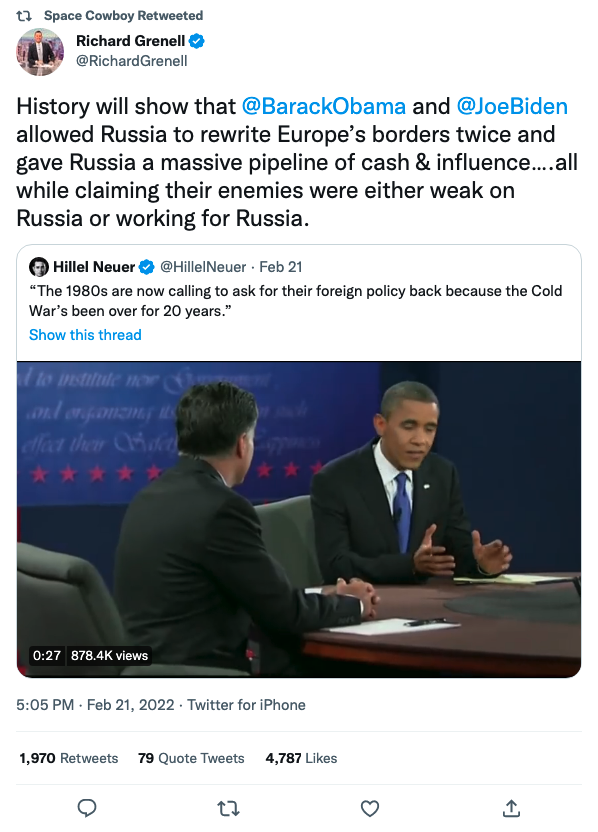 Space Cowboy Retweeted
Richard Grenell
@RichardGrenell
History will show that @BarackObama and @JoeBiden
allowed Russia to rewrite Europe’s borders twice and
gave Russia a massive pipeline of cash & influence....all
while claiming their enemies were either weak on
Russia or working for Russia.
Hillel Neuer @HillelNeuer · Feb 21
“The 1980s are now calling to ask for their foreign policy back because the Cold
War’s been over for 20 years.”
Show this thread
to institute new Government
and organizing its such
effect their Safety Happiness
0:27 878.4K views
5:05 PM · Feb 21, 2022 · Twitter for iPhone
1,970 Retweets 79 Quote Tweets 4,787 Likes